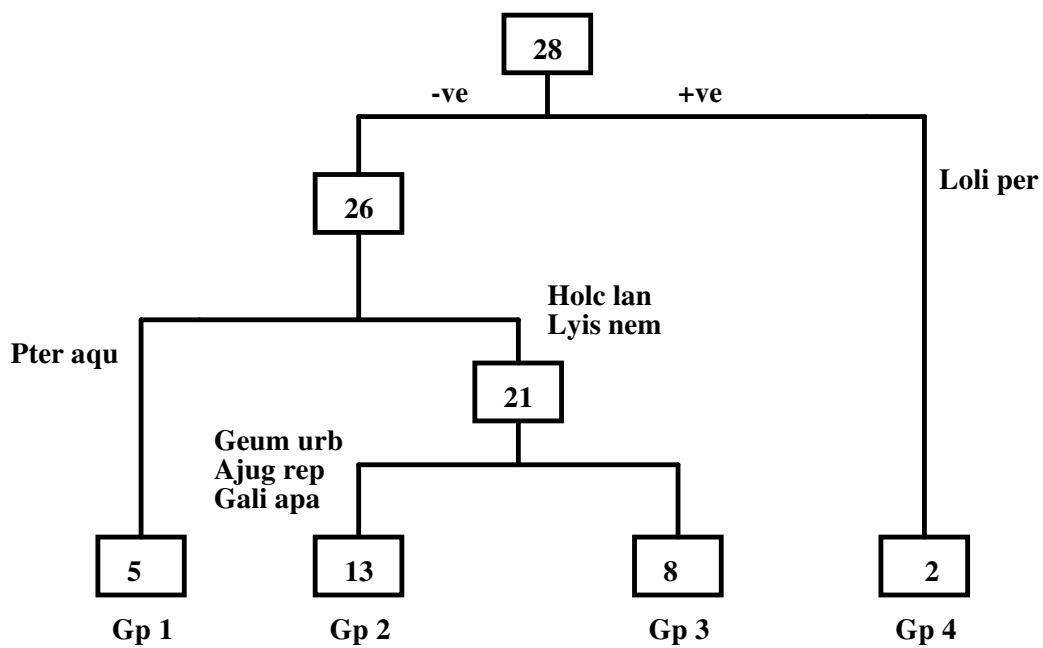 28
-ve +ve
Loli per
26
Holc lan
Lyis nem
Pter aqu
21
Geum urb
Ajug rep
Gali apa
5 13 8 2
Gp 1 Gp 2 Gp 3 Gp 4